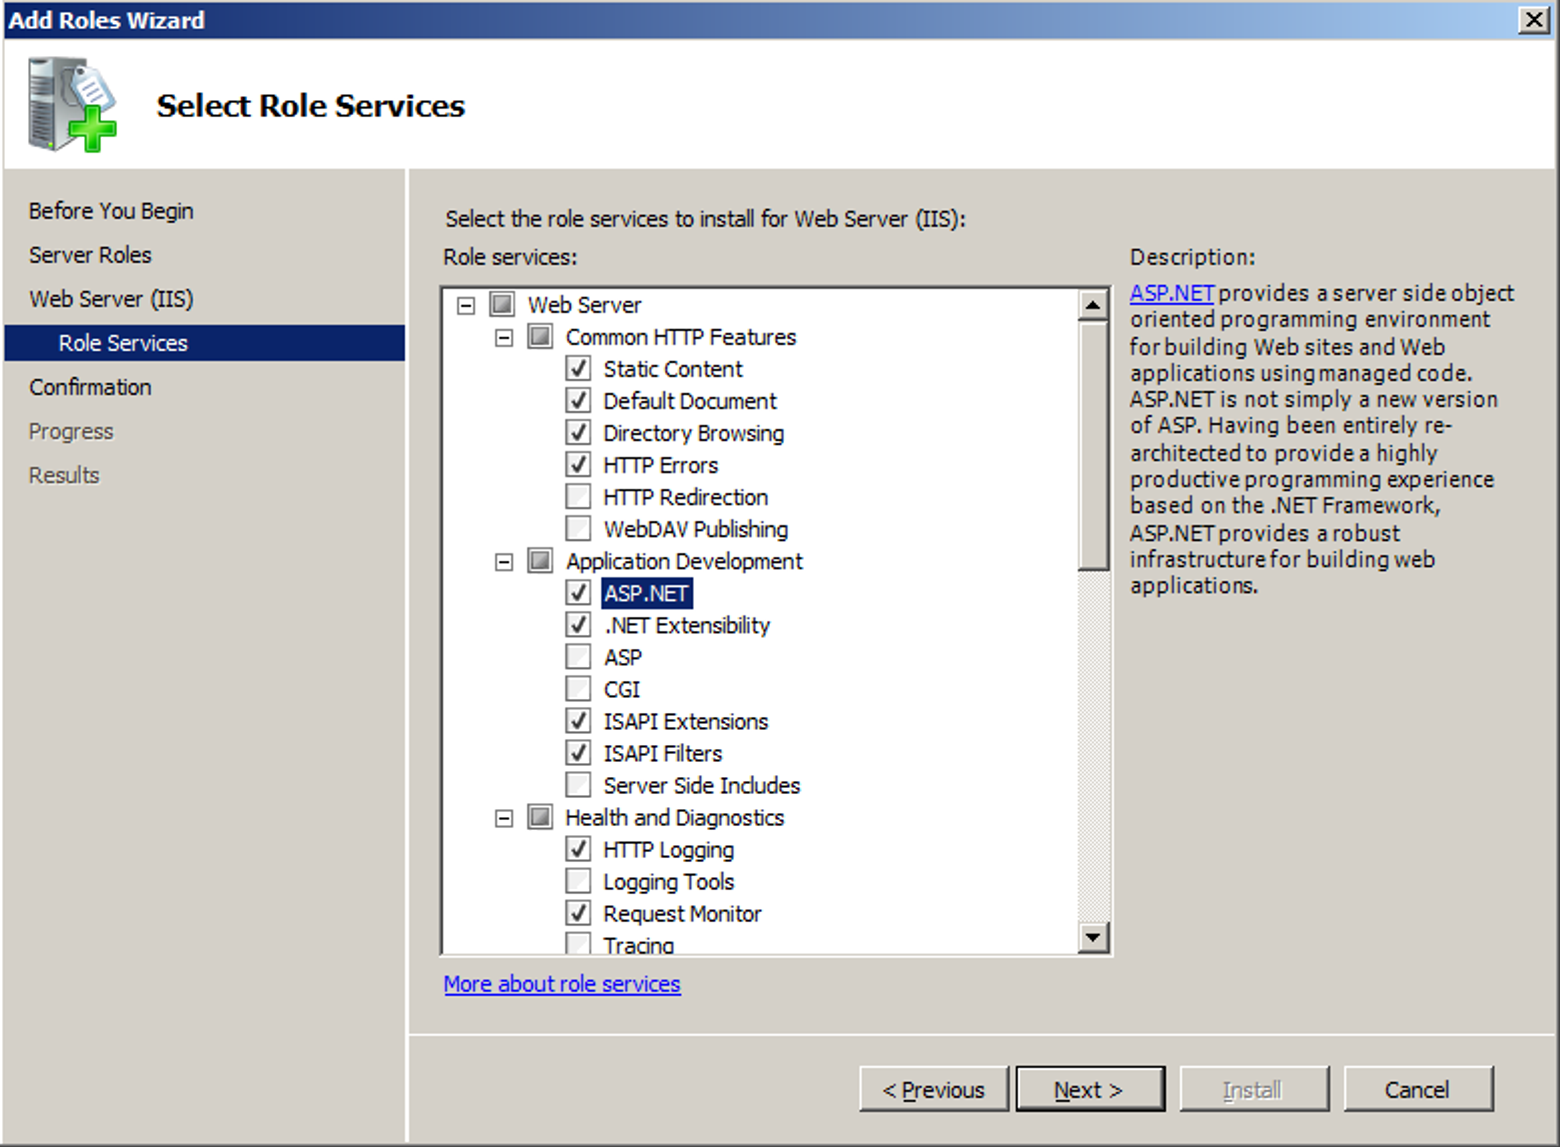 Add Roles Wizard
Select Role Services
Before You Begin
Server Roles
Web Server (IIS)
Role Services
Confirmation
Progress
Results
Select the role services to install for Web Server (IIS):
Role services:
Web Server
Common HTTP Features
Static Content
Default Document
Directory Browsing
HTTP Errors
HTTP Redirection
WebDAV Publishing
Application Development
ASP.NET
.NET Extensibility
ASP
CGI
ISAPI Extensions
ISAPI Filters
Server Side Includes
Health and Diagnostics
HTTP Logging
Logging Tools
Request Monitor
Tracing
More about role services
Description:
ASP.NET provides a server side object
oriented programming environment
for building Web sites and Web
applications using managed code.
ASP.NET is not simply a new version
of ASP. Having been entirely re-
architected to provide a highly
productive programming experience
based on the .NET Framework,
ASP.NET provides a robust
infrastructure for building web
applications.
< Previous
Next >
Install
Cancel